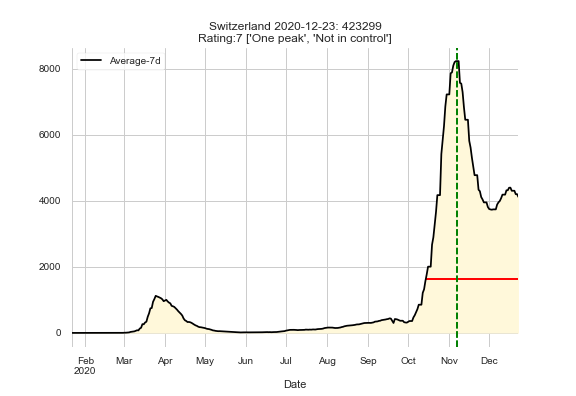 Switzerland 2020-12-23: 423299
Rating:7 ['One peak', 'Not in control']
Average-7d
8000
6000
4000
2000
0
Feb Mar Apr May Jun Jul Aug Sep Oct Nov Dec
2020
Date